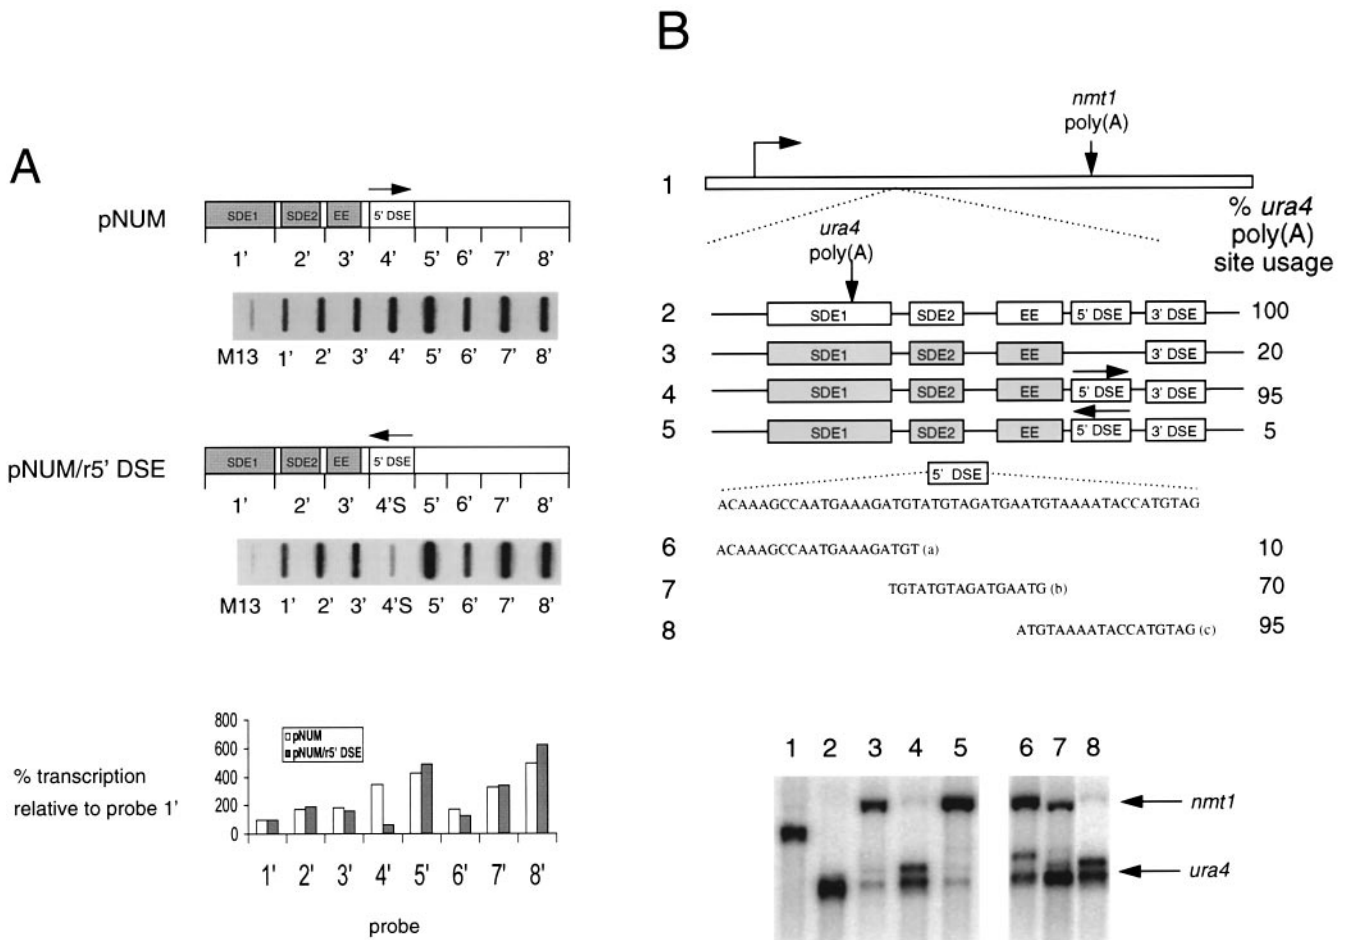 A
pNUM
SDE1 SDE2 EE 5' DSE
1' 2' 3' 4' 5' 6' 7' 8'
M13 1' 2' 3' 4' 5' 6' 7' 8'
pNUM/r5' DSE
SDE1 SDE2 EE 5' DSE
1' 2' 3' 4'S 5' 6' 7' 8'
M13 1' 2' 3' 4'S 5' 6' 7' 8'
% transcription
relative to probe 1'
800
600
400
200
0
pNUM
pNUM/r5' DSE
1' 2' 3' 4' 5' 6' 7' 8'
probe
B
nmt1
poly(A)
1
% ura4
poly(A)
site usage
ura4
poly(A)
2 SDE1 SDE2 EE 5' DSE 3' DSE 100
3 SDE1 SDE2 EE 3' DSE 20
4 SDE1 SDE2 EE 5' DSE 3' DSE 95
5 SDE1 SDE2 EE 5' DSE 3' DSE 5
5' DSE
ACAAAGCCAATGAAAGATGTATGTAGATGAATGTAAAATACCATGTAG
6 ACAAAGCCAATGAAAGATGT (a) 10
7 TGTATGTAGATGAATG (b) 70
8 ATGTAAAATACCATGTAG (c) 95
1 2 3 4 5 6 7 8
nmt1
ura4